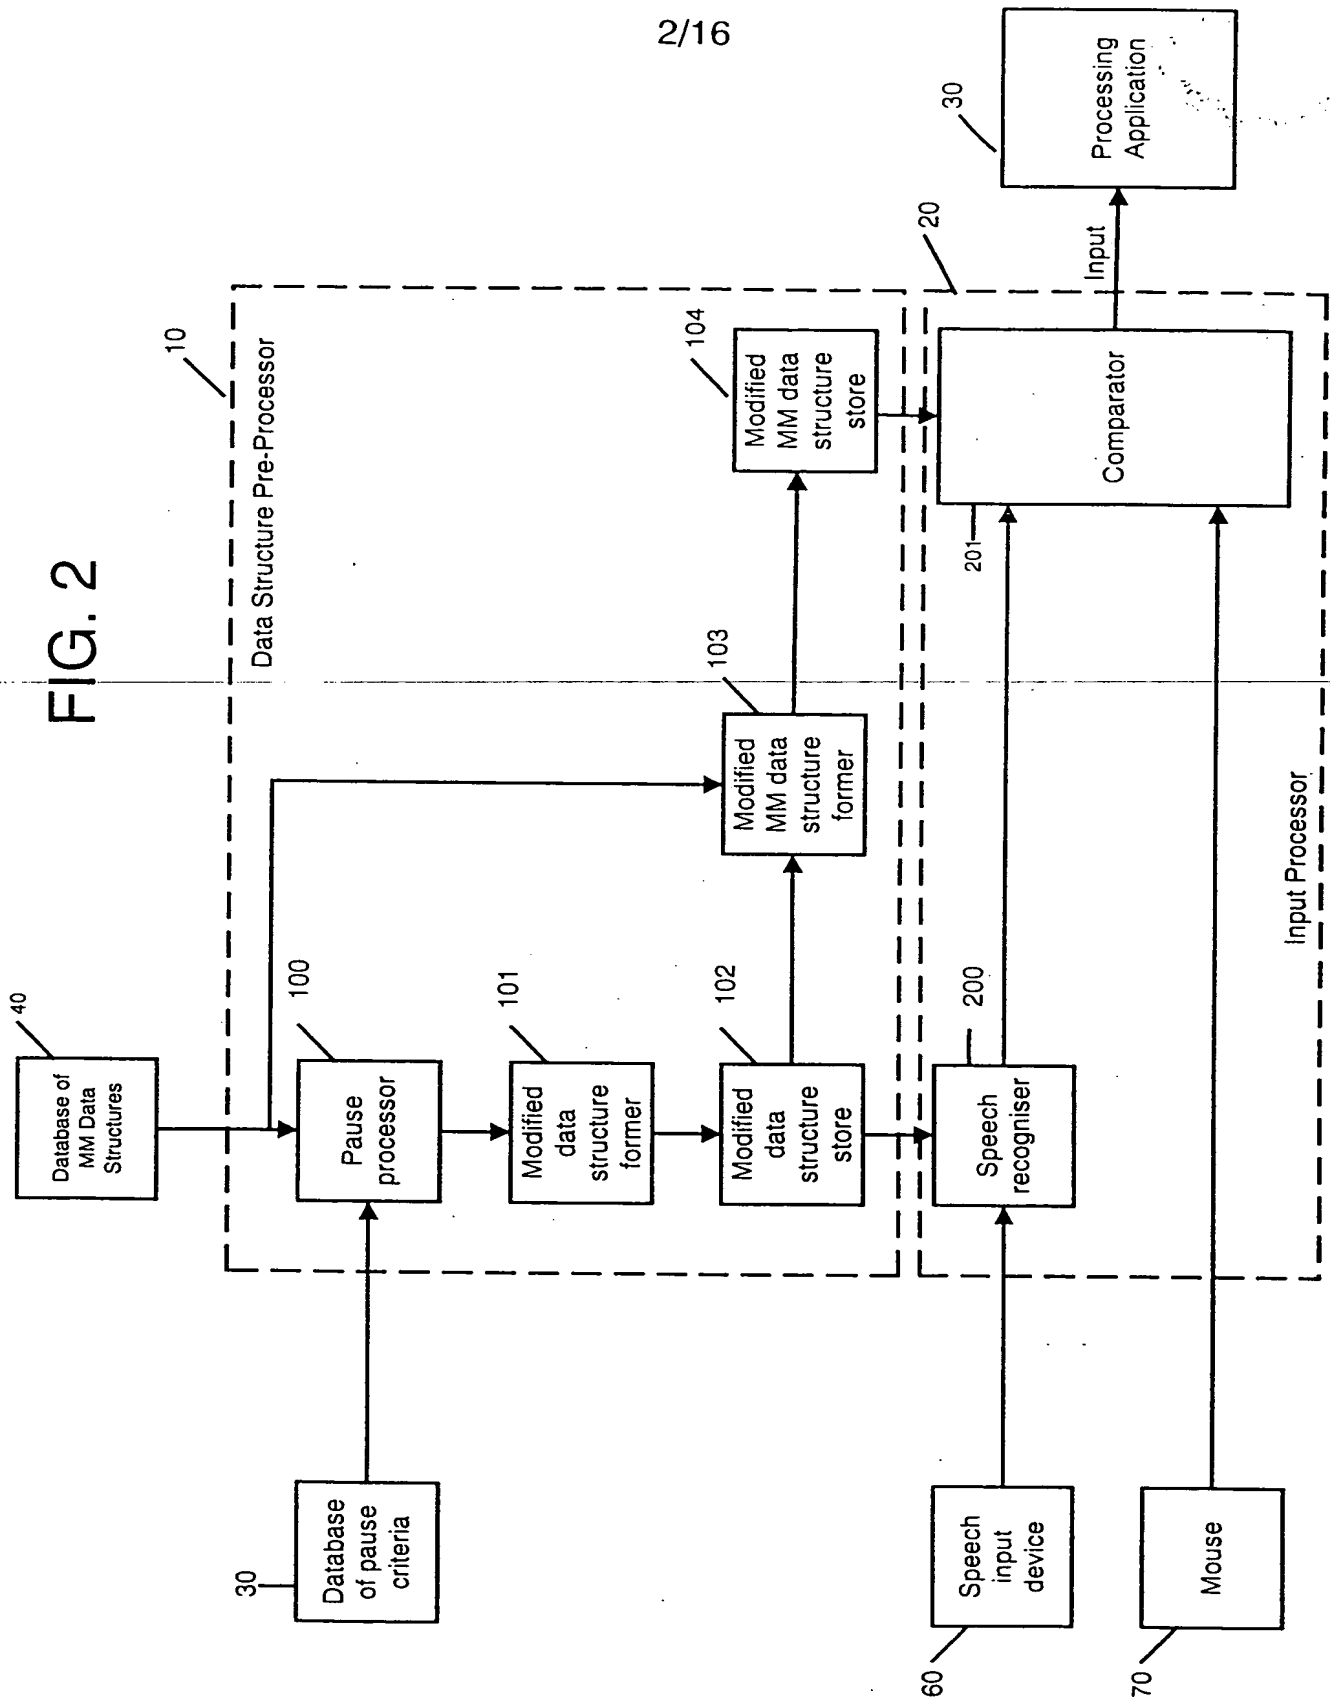 2/16
FIG. 2
40
Database of
MM Data
Structures
10
Data Structure Pre-Processor
30
Database
of pause
criteria
100
Pause
processor
101
Modified
data
structure
former
102
Modified
data
structure
store
103
Modified
MM data
structure
former
104
Modified
MM data
structure
store
20
60
Speech
input
device
200
Speech
recogniser
201
Comparator
Input
30
Processing
Application
70
Mouse
Input Processor